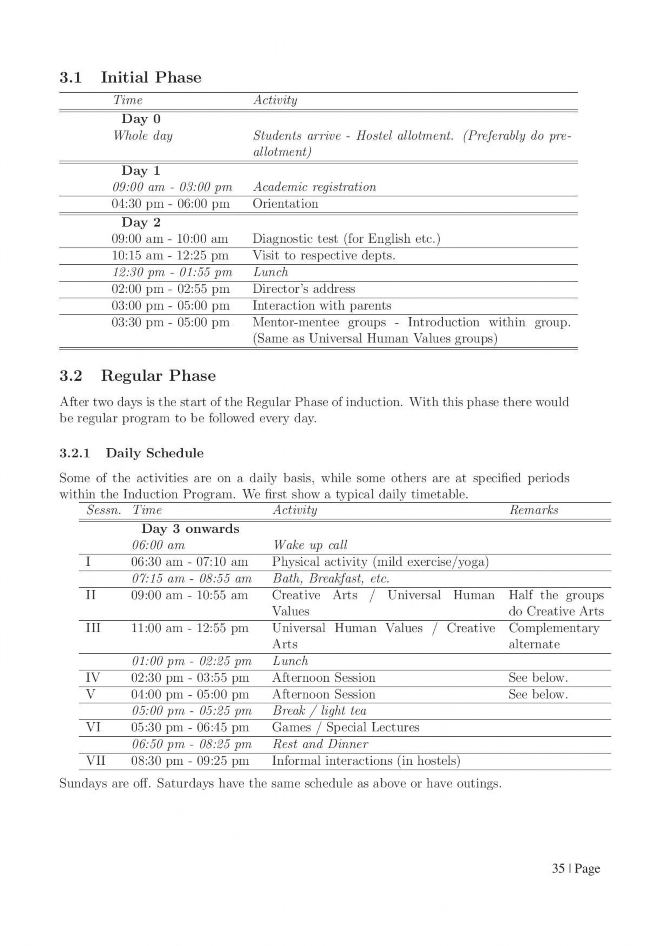 3.1 Initial Phase
Time Activity
Day 0
Whole day Students arrive - Hostel allotment. (Preferably do pre-
allotment)
Day 1
09:00 am - 03:00 pm Academic registration
04:30 pm - 06:00 pm Orientation
Day 2
09:00 am - 10:00 am Diagnostic test (for English etc.)
10:15 am - 12:25 pm Visit to respective depts.
12:30 pm - 01:55 pm Lunch
02:00 pm - 02:55 pm Director's address
03:00 pm - 05:00 pm Interaction with parents
03:30 pm - 05:00 pm Mentor-mentee groups - Introduction within group.
(Same as Universal Human Values groups)
3.2 Regular Phase
After two days is the start of the Regular Phase of induction. With this phase there would
be regular program to be followed every day.
3.2.1 Daily Schedule
Some of the activities are on a daily basis, while some others are at specified periods
within the Induction Program. We first show a typical daily timetable.
Sessn. Time Activity Remarks
Day 3 onwards
06:00 am Wake up call
I 06:30 am - 07:10 am Physical activity (mild exercise/yoga)
07:15 am - 08:55 am Bath, Breakfast, etc.
II 09:00 am - 10:55 am Creative Arts / Universal Human Half the groups
Values do Creative Arts
III 11:00 am - 12:55 pm Universal Human Values / Creative Complementary
Arts alternate
01:00 pm - 02:25 pm Lunch
IV 02:30 pm - 03:55 pm Afternoon Session See below.
V 04:00 pm - 05:00 pm Afternoon Session See below.
05:00 pm - 05:25 pm Break / light tea
VI 05:30 pm - 06:45 pm Games / Special Lectures
06:50 pm - 08:25 pm Rest and Dinner
VII 08:30 pm - 09:25 pm Informal interactions (in hostels)
Sundays are off. Saturdays have the same schedule as above or have outings.
35 | Page